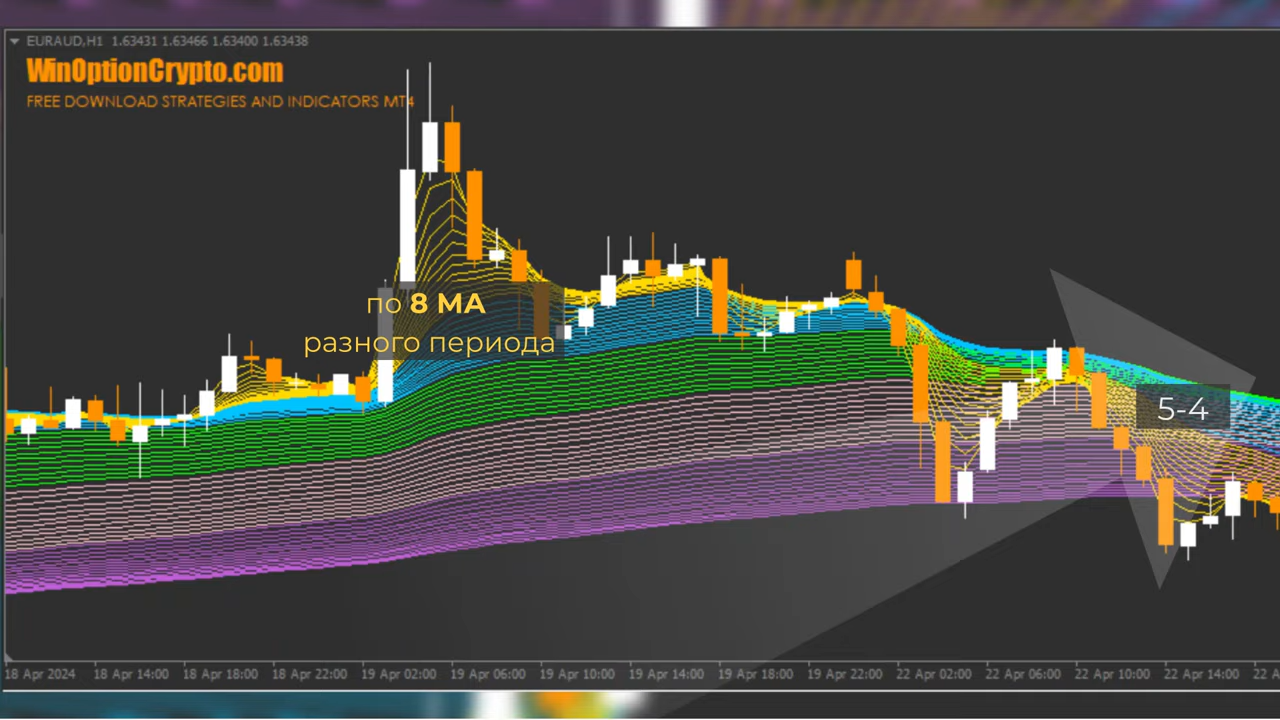 EURAUD,H1 1.63431 1.63466 1.63400 1.63438
WinOptionCrypto.com
FREE DOWNLOAD STRATEGIES AND INDICATORS MT4
по 8 МА
разного периода
5-4
18 Apr 2024 18 Apr 14:00 18 Apr 18:00 18 Apr 22:00 19 Apr 02:00 19 Apr 06:00 19 Apr 10:00 19 Apr 14:00 19 Apr 18:00 19 Apr 22:00 22 Apr 02:00 22 Apr 06:00 22 Apr 10:00 22 Apr 14:00 22 A